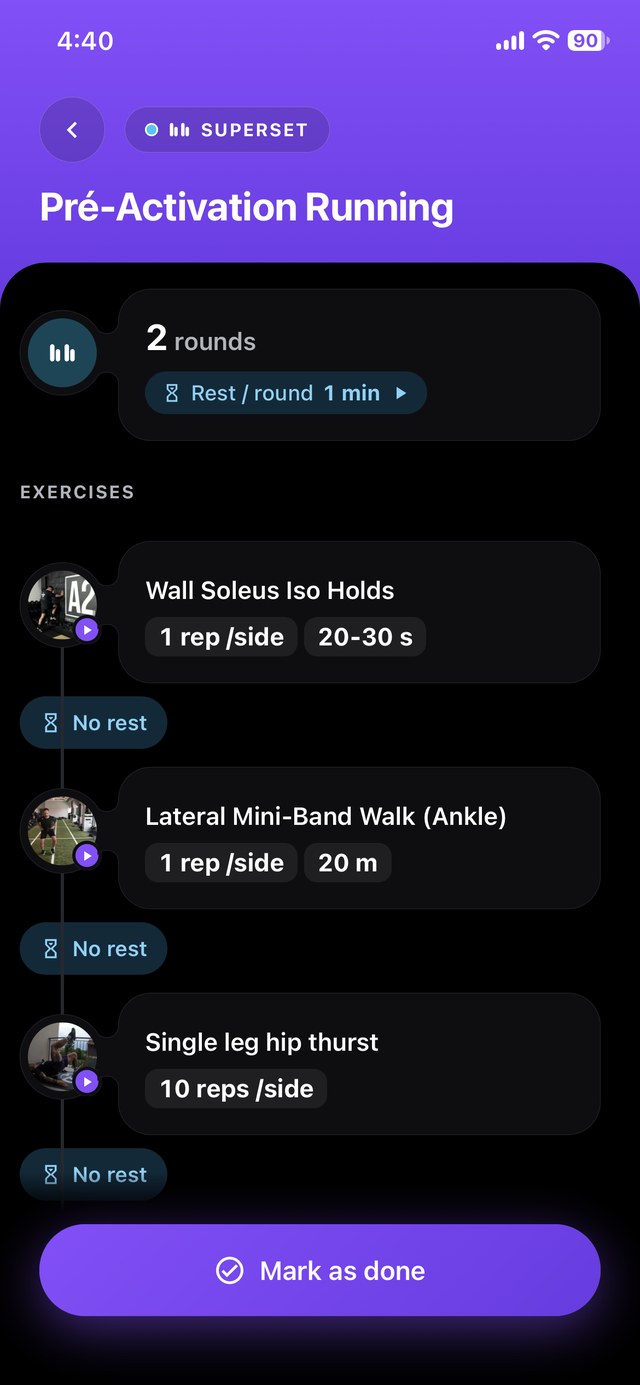 4:40
90
SUPERSET
Pré-Activation Running
2 rounds
Rest / round 1 min
EXERCISES
A2
Wall Soleus Iso Holds
1 rep /side 20-30 s
No rest
Lateral Mini-Band Walk (Ankle)
1 rep /side 20 m
No rest
Single leg hip thurst
10 reps /side
No rest
Mark as done